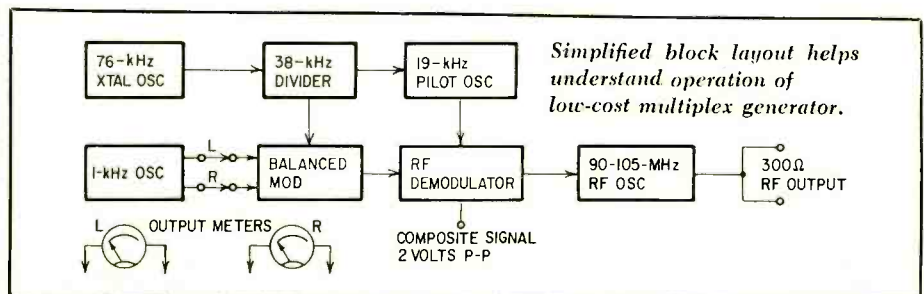 76-kHz
XTAL OSC
38-kHz
DIVIDER
19-kHz
PILOT OSC
Simplified block layout helps
understand operation of
low-cost multiplex generator.
1-kHz OSC
L
R
BALANCED
MOD
RF
DEMODULATOR
90-105-MHz
RF OSC
300Ω
RF OUTPUT
L OUTPUT METERS R
COMPOSITE SIGNAL
2 VOLTS P-P